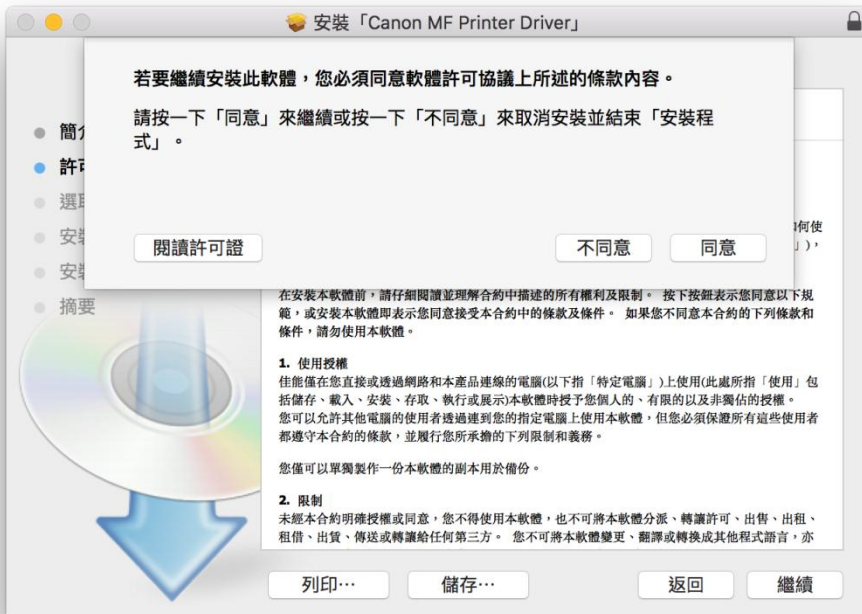 安裝「Canon MF Printer Driver」
若要繼續安裝此軟體，您必須同意軟體許可協議上所述的條款內容。
請按一下「同意」來繼續或按一下「不同意」來取消安裝並結束「安裝程
式」。
簡
許
選
安
安
摘要
閱讀許可證
不同意
同意
何使
」)，
在安裝本軟體前，請仔細閱讀並理解合約中描述的所有權利及限制。 按下按鈕表示您同意以下規
範，或安裝本軟體即表示您同意接受本合約中的條款及條件。 如果您不同意本合約的下列條款和
條件，請勿使用本軟體。
1. 使用授權
佳能僅在您直接或透過網路和本產品連線的電腦(以下指「特定電腦」)上使用(此處所指「使用」包
括儲存、載入、安裝、存取、執行或展示)本軟體時授予您個人的、有限的以及非獨佔的授權。
您可以允許其他電腦的使用者透過連到您的指定電腦上使用本軟體，但您必須保證所有這些使用者
都遵守本合約的條款，並履行您所承擔的下列限制和義務。
您僅可以單獨製作一份本軟體的副本用於備份。
2. 限制
未經本合約明確授權或同意，您不得使用本軟體，也不可將本軟體分派、轉讓許可、出售、出租、
租借、出賃、傳送或轉讓給任何第三方。 您不可將本軟體變更、翻譯或轉換成其他程式語言，亦
列印⋯
儲存⋯
返回
繼續